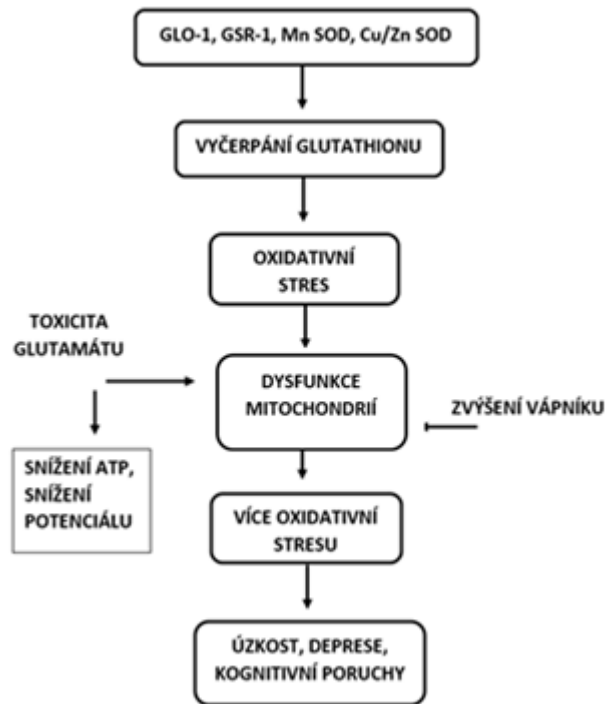 GLO-1, GSR-1, Mn SOD, Cu/Zn SOD
VYČERPÁNÍ GLUTATHIONU
OXIDATIVNÍ
STRES
TOXICITA
GLUTAMÁTU
DYSFUNKCE
MITOCHONDRIÍ
ZVÝŠENÍ VÁPNÍKU
SNÍŽENÍ ATP,
SNÍŽENÍ
POTENCIÁLU
VÍCE OXIDATIVNÍ
STRESU
ÚZKOST, DEPRESE,
KOGNITIVNÍ PORUCHY